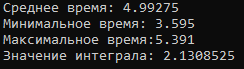 Среднее время: 4.99275
Минимальное время: 3.595
Максимальное время:5.391
Значение интеграла: 2.1308525